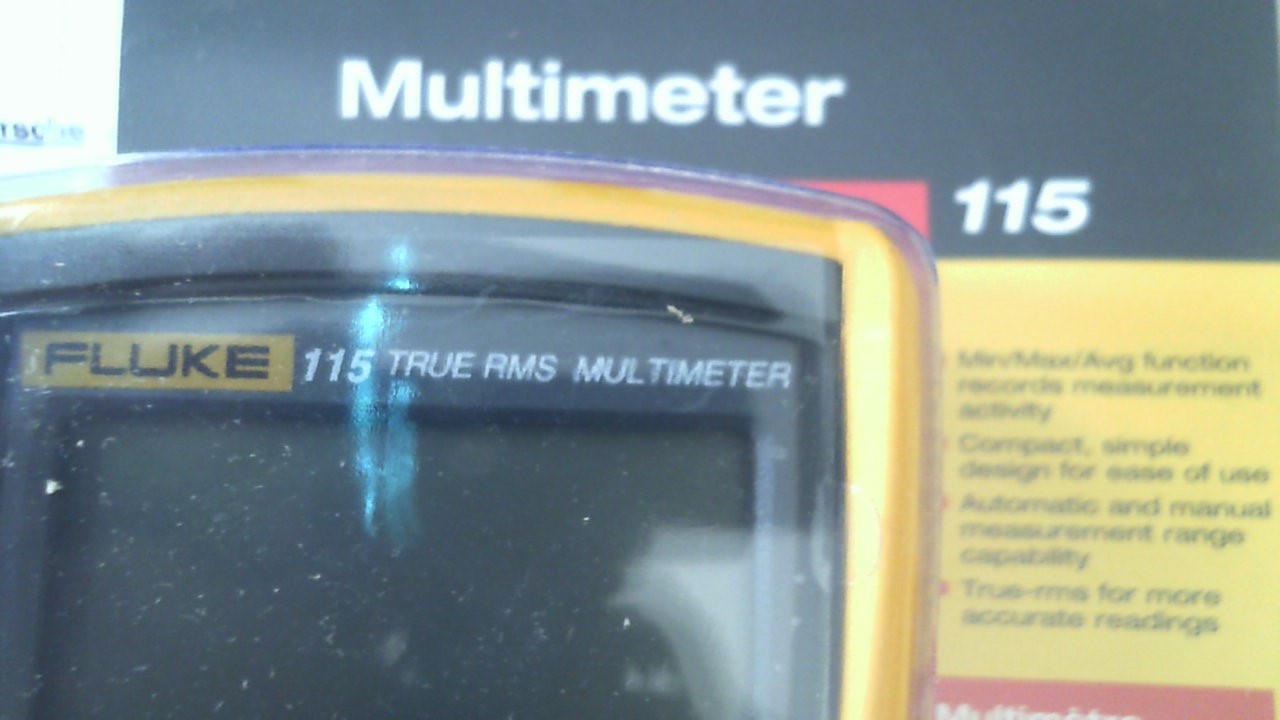 Multimeter
115
FLUKE 115 TRUE RMS MULTIMETER
Min/Max/Avg function
records measurement
activity
Compact, simple
design for ease of use
Automatic and manual
measurement range
capability
True-rms for more
accurate readings